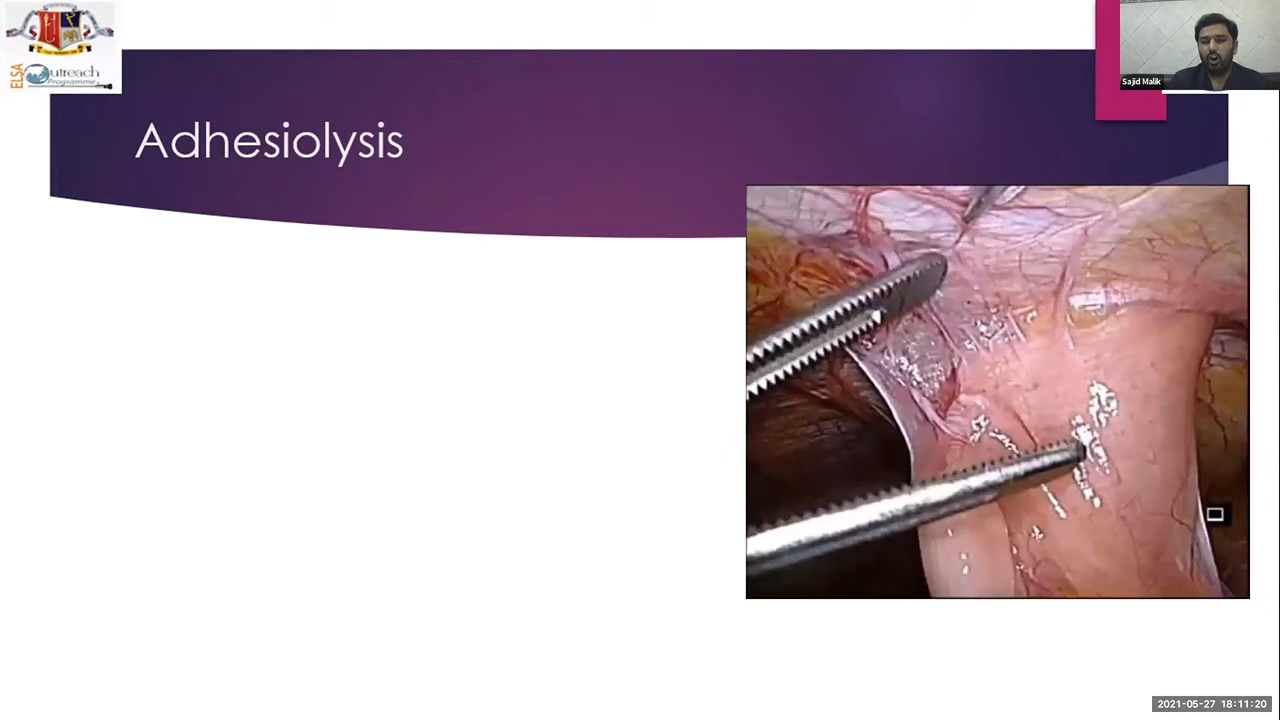 ELSA
Outreach
Programme
Adhesiolysis
Sajid Malik
2021-05-27 18:11:20